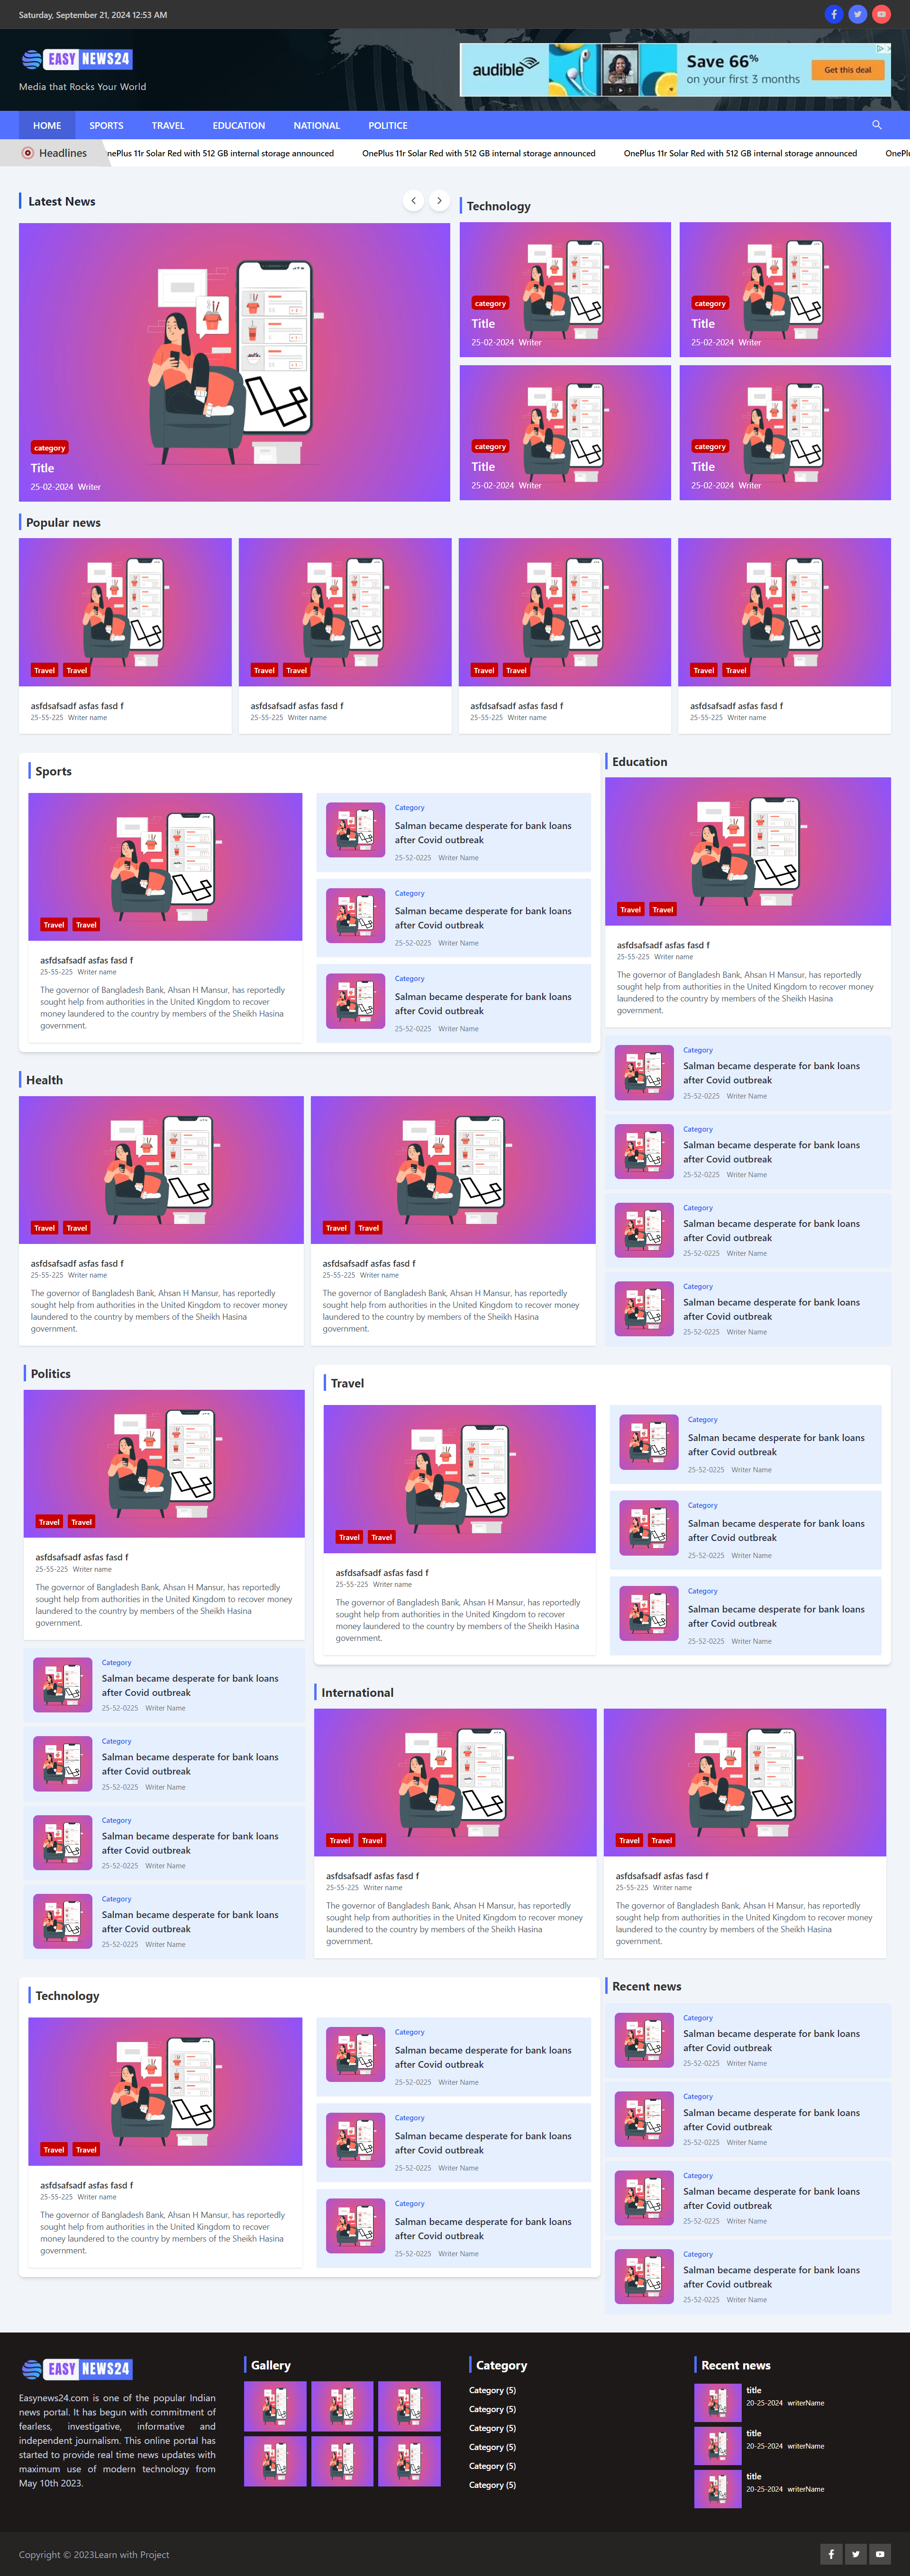 Saturday, September 21, 2024 12:53 AM
EASY NEWS24
Media that Rocks Your World
audible
Save 66%
on your first 3 months
Get this deal
HOME SPORTS TRAVEL EDUCATION NATIONAL POLITICE
Headlines
nePlus 11r Solar Red with 512 GB internal storage announced OnePlus 11r Solar Red with 512 GB internal storage announced OnePlus 11r Solar Red with 512 GB internal storage announced OnePl
Latest News
category
Title
25-02-2024 Writer
Technology
category
Title
25-02-2024 Writer
category
Title
25-02-2024 Writer
category
Title
25-02-2024 Writer
category
Title
25-02-2024 Writer
Popular news
Travel Travel
asfdsafsadf asfas fasd f
25-55-225 Writer name
Travel Travel
asfdsafsadf asfas fasd f
25-55-225 Writer name
Travel Travel
asfdsafsadf asfas fasd f
25-55-225 Writer name
Travel Travel
asfdsafsadf asfas fasd f
25-55-225 Writer name
Sports
Travel Travel
asfdsafsadf asfas fasd f
25-55-225 Writer name
The governor of Bangladesh Bank, Ahsan H Mansur, has reportedly
sought help from authorities in the United Kingdom to recover
money laundered to the country by members of the Sheikh Hasina
government.
Category
Salman became desperate for bank loans
after Covid outbreak
25-52-0225 Writer Name
Category
Salman became desperate for bank loans
after Covid outbreak
25-52-0225 Writer Name
Category
Salman became desperate for bank loans
after Covid outbreak
25-52-0225 Writer Name
Education
Travel Travel
asfdsafsadf asfas fasd f
25-55-225 Writer name
The governor of Bangladesh Bank, Ahsan H Mansur, has reportedly
sought help from authorities in the United Kingdom to recover money
laundered to the country by members of the Sheikh Hasina
government.
Category
Salman became desperate for bank loans
after Covid outbreak
25-52-0225 Writer Name
Category
Salman became desperate for bank loans
after Covid outbreak
25-52-0225 Writer Name
Category
Salman became desperate for bank loans
after Covid outbreak
25-52-0225 Writer Name
Category
Salman became desperate for bank loans
after Covid outbreak
25-52-0225 Writer Name
Health
Travel Travel
asfdsafsadf asfas fasd f
25-55-225 Writer name
The governor of Bangladesh Bank, Ahsan H Mansur, has reportedly
sought help from authorities in the United Kingdom to recover money
laundered to the country by members of the Sheikh Hasina
government.
Travel Travel
asfdsafsadf asfas fasd f
25-55-225 Writer name
The governor of Bangladesh Bank, Ahsan H Mansur, has reportedly
sought help from authorities in the United Kingdom to recover money
laundered to the country by members of the Sheikh Hasina
government.
Politics
Travel Travel
asfdsafsadf asfas fasd f
25-55-225 Writer name
The governor of Bangladesh Bank, Ahsan H Mansur, has reportedly
sought help from authorities in the United Kingdom to recover money
laundered to the country by members of the Sheikh Hasina
government.
Category
Salman became desperate for bank loans
after Covid outbreak
25-52-0225 Writer Name
Category
Salman became desperate for bank loans
after Covid outbreak
25-52-0225 Writer Name
Category
Salman became desperate for bank loans
after Covid outbreak
25-52-0225 Writer Name
Category
Salman became desperate for bank loans
after Covid outbreak
25-52-0225 Writer Name
Travel
Travel Travel
asfdsafsadf asfas fasd f
25-55-225 Writer name
The governor of Bangladesh Bank, Ahsan H Mansur, has reportedly
sought help from authorities in the United Kingdom to recover
money laundered to the country by members of the Sheikh Hasina
government.
Category
Salman became desperate for bank loans
after Covid outbreak
25-52-0225 Writer Name
Category
Salman became desperate for bank loans
after Covid outbreak
25-52-0225 Writer Name
Category
Salman became desperate for bank loans
after Covid outbreak
25-52-0225 Writer Name
International
Travel Travel
asfdsafsadf asfas fasd f
25-55-225 Writer name
The governor of Bangladesh Bank, Ahsan H Mansur, has reportedly
sought help from authorities in the United Kingdom to recover money
laundered to the country by members of the Sheikh Hasina
government.
Travel Travel
asfdsafsadf asfas fasd f
25-55-225 Writer name
The governor of Bangladesh Bank, Ahsan H Mansur, has reportedly
sought help from authorities in the United Kingdom to recover money
laundered to the country by members of the Sheikh Hasina
government.
Technology
Travel Travel
asfdsafsadf asfas fasd f
25-55-225 Writer name
The governor of Bangladesh Bank, Ahsan H Mansur, has reportedly
sought help from authorities in the United Kingdom to recover
money laundered to the country by members of the Sheikh Hasina
government.
Category
Salman became desperate for bank loans
after Covid outbreak
25-52-0225 Writer Name
Category
Salman became desperate for bank loans
after Covid outbreak
25-52-0225 Writer Name
Category
Salman became desperate for bank loans
after Covid outbreak
25-52-0225 Writer Name
Recent news
Category
Salman became desperate for bank loans
after Covid outbreak
25-52-0225 Writer Name
Category
Salman became desperate for bank loans
after Covid outbreak
25-52-0225 Writer Name
Category
Salman became desperate for bank loans
after Covid outbreak
25-52-0225 Writer Name
Category
Salman became desperate for bank loans
after Covid outbreak
25-52-0225 Writer Name
EASY NEWS24
Easynews24.com is one of the popular Indian
news portal. It has begun with commitment of
fearless, investigative, informative and
independent journalism. This online portal has
started to provide real time news updates with
maximum use of modern technology from
May 10th 2023.
Gallery
Category
Category (5)
Category (5)
Category (5)
Category (5)
Category (5)
Category (5)
Recent news
title
20-25-2024 writerName
title
20-25-2024 writerName
title
20-25-2024 writerName
Copyright © 2023Learn with Project